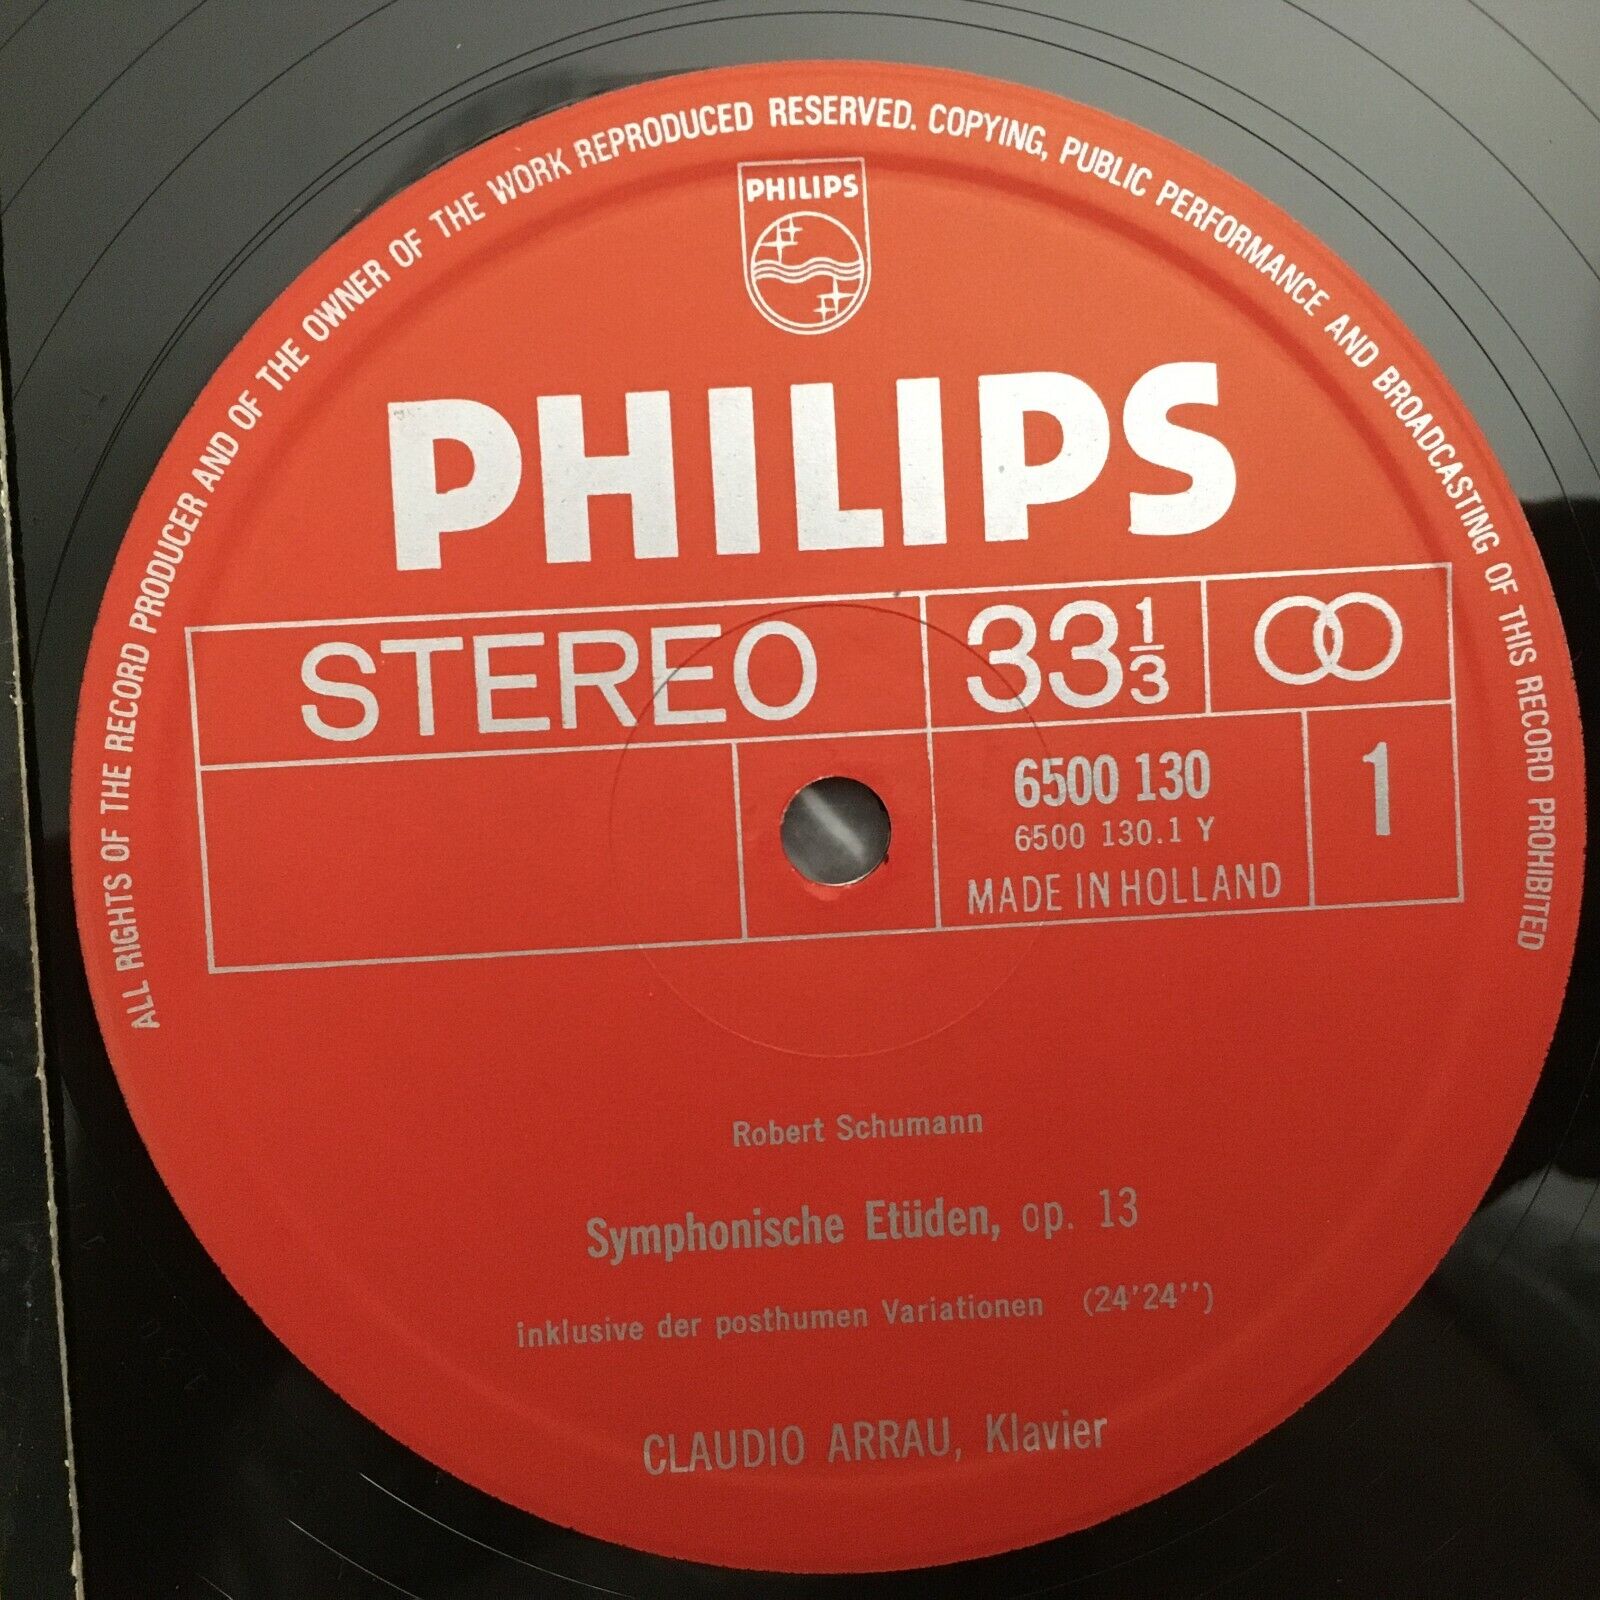 ALL RIGHTS OF THE RECORD PRODUCER AND OF THE OWNER OF THE WORK REPRODUCED RESERVED. COPYING, PUBLIC PERFORMANCE AND BROADCASTING OF THIS RECORD PROHIBITED
PHILIPS
PHILIPS
STEREO
33 1/3
6500 130
6500 130.1 Y
MADE IN HOLLAND
1
Robert Schumann
Symphonische Etüden, op. 13
inklusive der posthumen Variationen (24'24'')
CLAUDIO ARRAU, Klavier